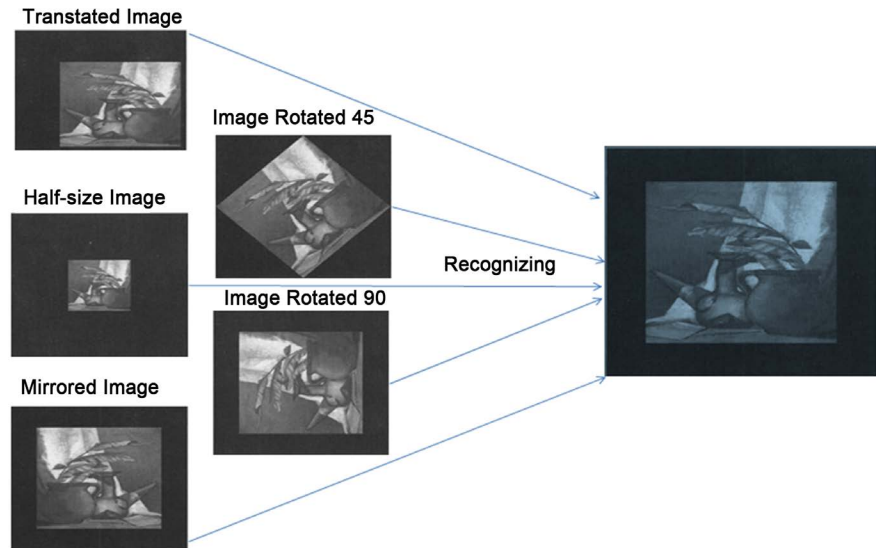 Transtated Image
Image Rotated 45
Half-size Image
Recognizing
Image Rotated 90
Mirrored Image